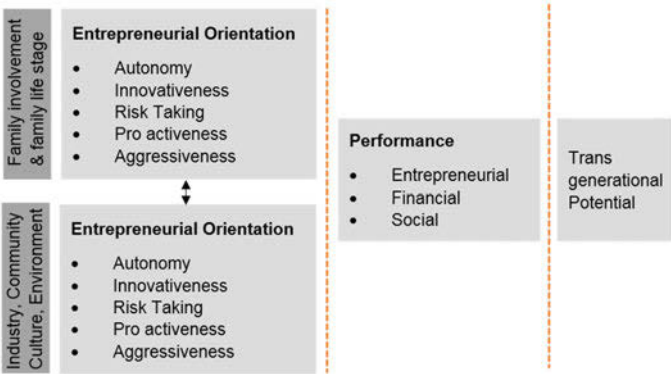 Family involvement
& family life stage
Entrepreneurial Orientation
• Autonomy
• Innovativeness
• Risk Taking
• Pro activeness
• Aggressiveness
Industry, Community
Culture, Environment
Entrepreneurial Orientation
• Autonomy
• Innovativeness
• Risk Taking
• Pro activeness
• Aggressiveness
Performance
• Entrepreneurial
• Financial
• Social
Trans
generational
Potential